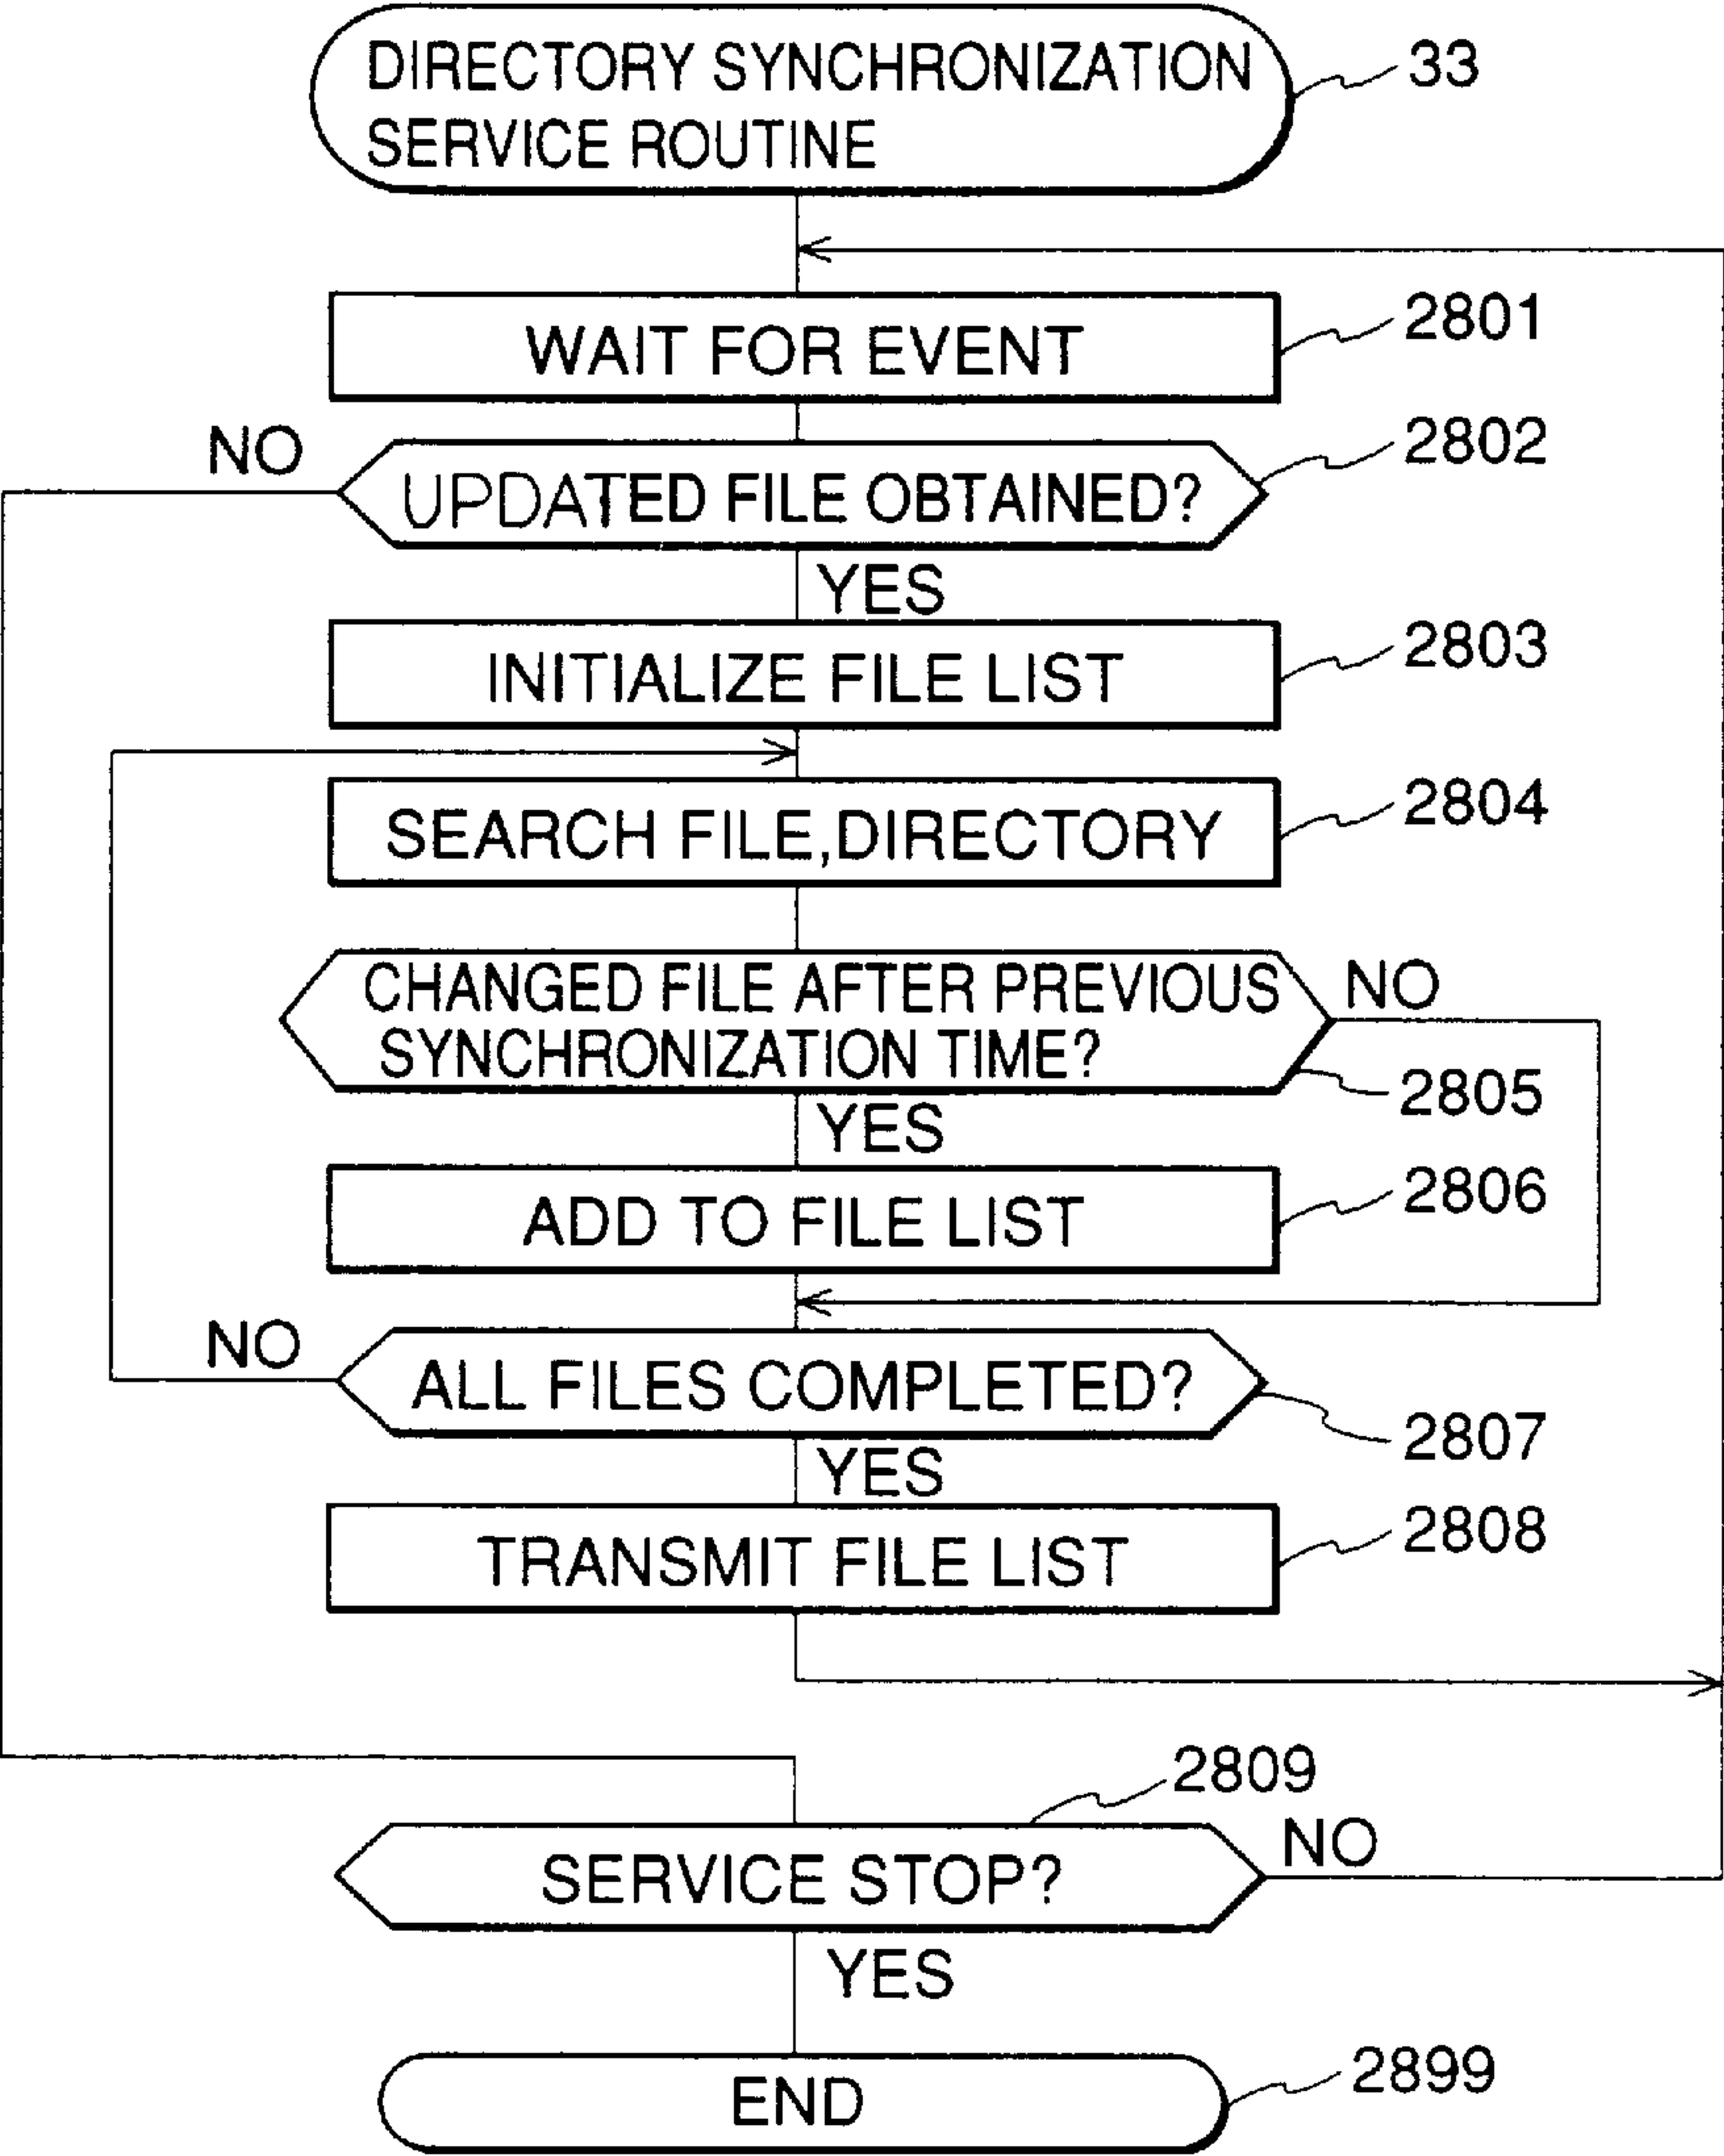 DIRECTORY SYNCHRONIZATION
SERVICE ROUTINE
33
WAIT FOR EVENT
2801
NO
UPDATED FILE OBTAINED?
2802
YES
INITIALIZE FILE LIST
2803
SEARCH FILE,DIRECTORY
2804
CHANGED FILE AFTER PREVIOUS
SYNCHRONIZATION TIME?
NO
2805
YES
ADD TO FILE LIST
2806
NO
ALL FILES COMPLETED?
2807
YES
TRANSMIT FILE LIST
2808
2809
SERVICE STOP?
NO
YES
END
2899